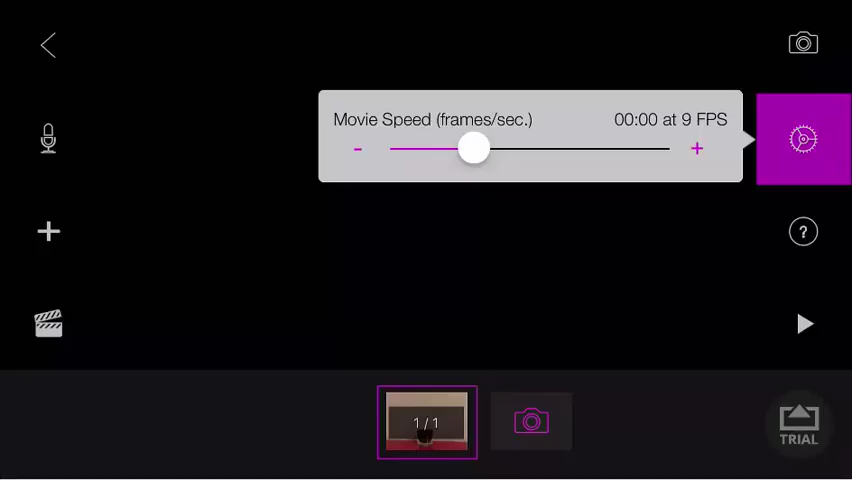 Movie Speed (frames/sec.) 00:00 at 9 FPS
- +
?
1 / 1
TRIAL